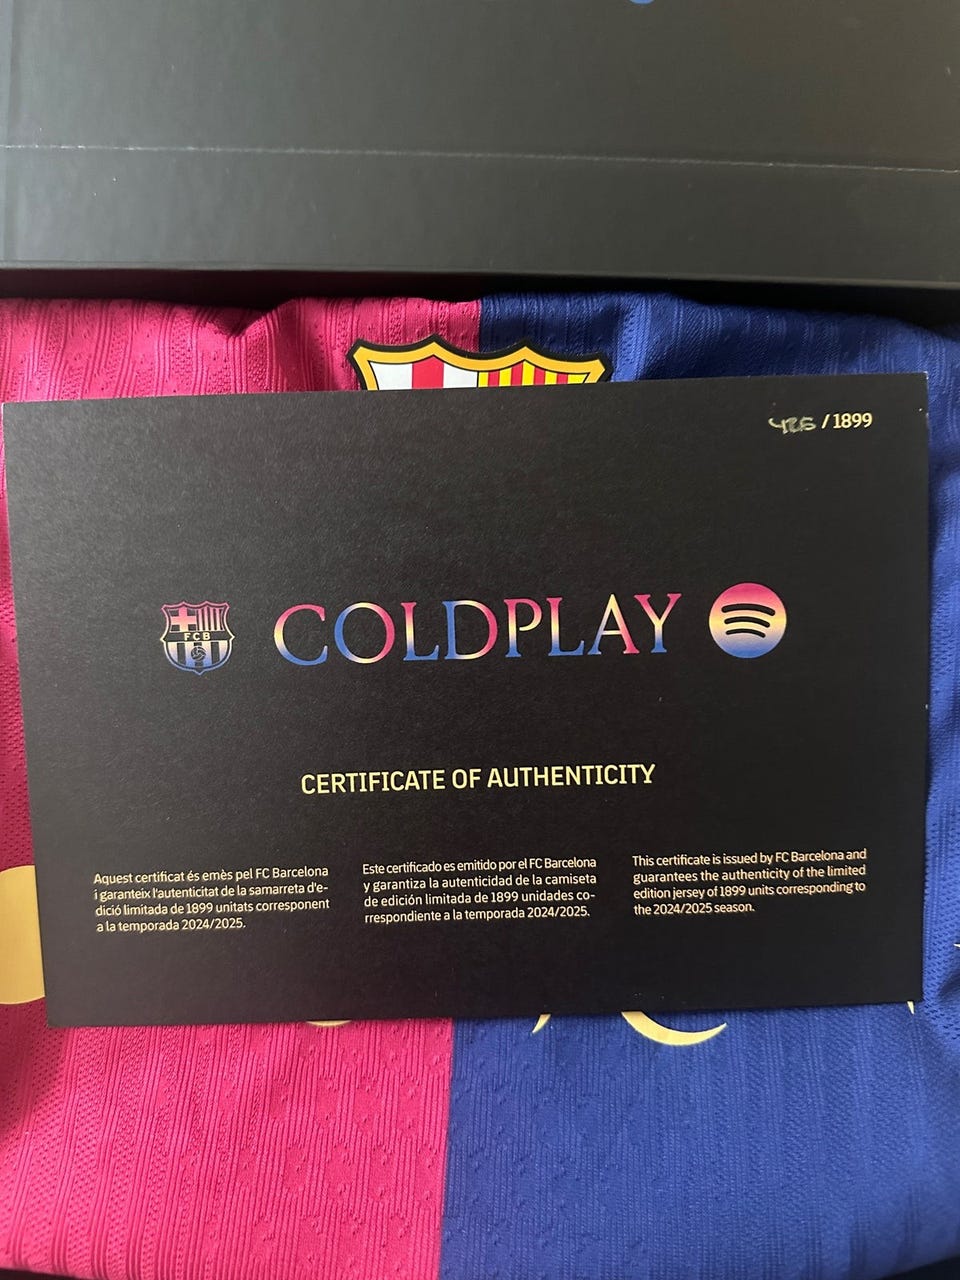 / 1899
FCB
COLDPLAY
CERTIFICATE OF AUTHENTICITY
Aquest certificat és emès pel FC Barcelona
i garanteix l'autenticitat de la samarreta d'e-
dició limitada de 1899 unitats corresponent
a la temporada 2024/2025.
Este certificado es emitido por el FC Barcelona
y garantiza la autenticidad de la camiseta
de edición limitada de 1899 unidades co-
rrespondiente a la temporada 2024/2025.
This certificate is issued by FC Barcelona and
guarantees the authenticity of the limited
edition jersey of 1899 units corresponding to
the 2024/2025 season.